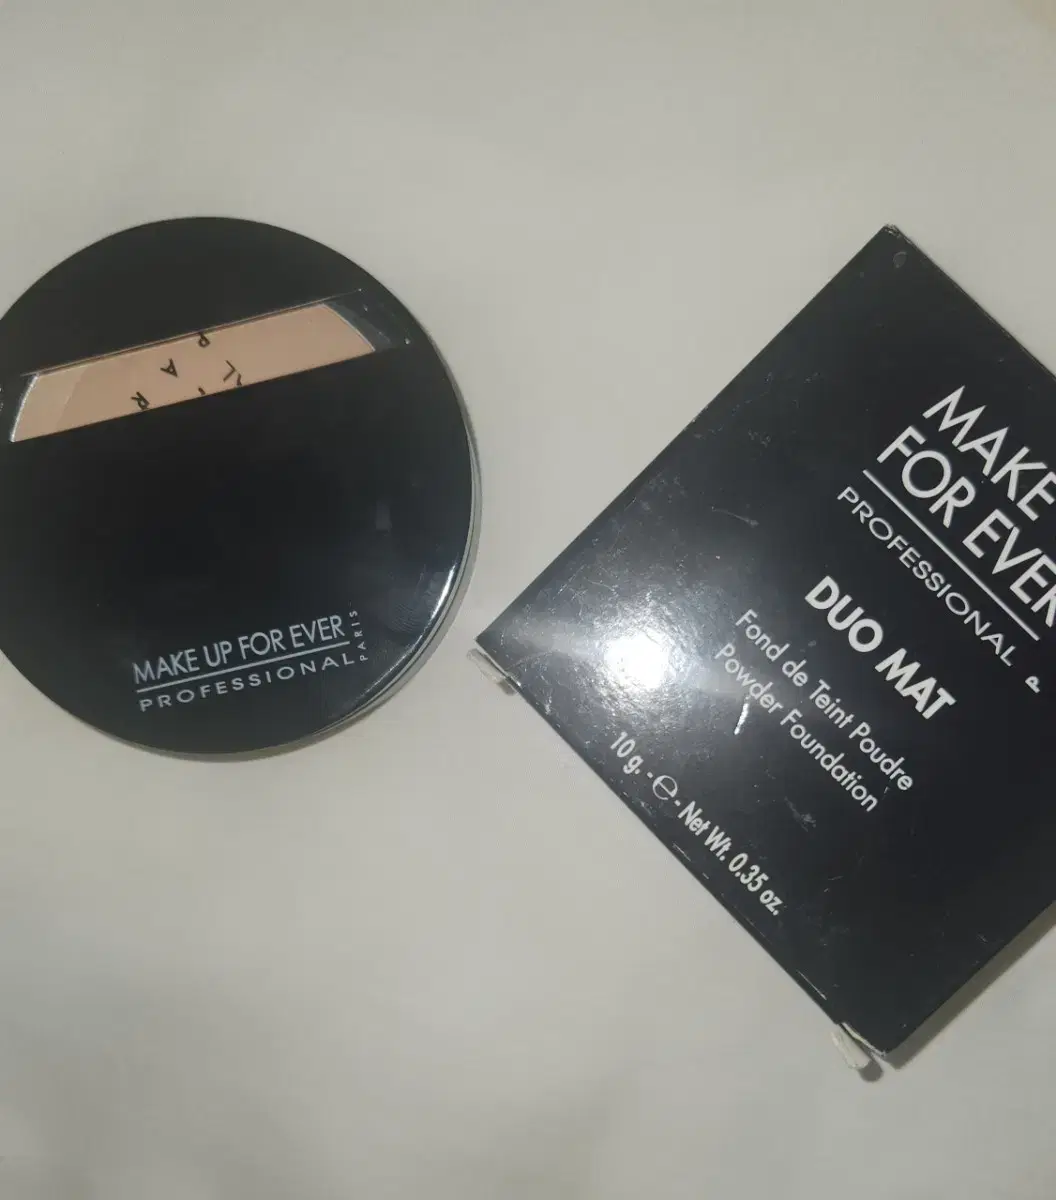 MAKE UP FOR EVER
PROFESSIONAL PARIS
MAKE
FOR EVER
PROFESSIONAL P
DUO MAT
Fond de Teint Poudre
Powder Foundation
10 g. - e - Net Wt. 0.35 oz.